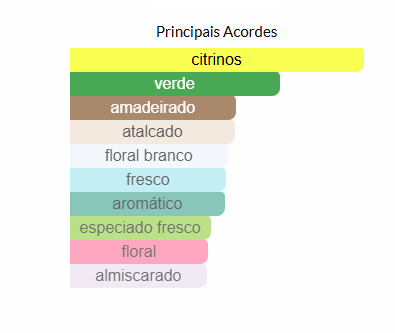 Principais Acordes
citrinos
verde
amadeirado
atalcado
floral branco
fresco
aromático
especiado fresco
floral
almiscarado